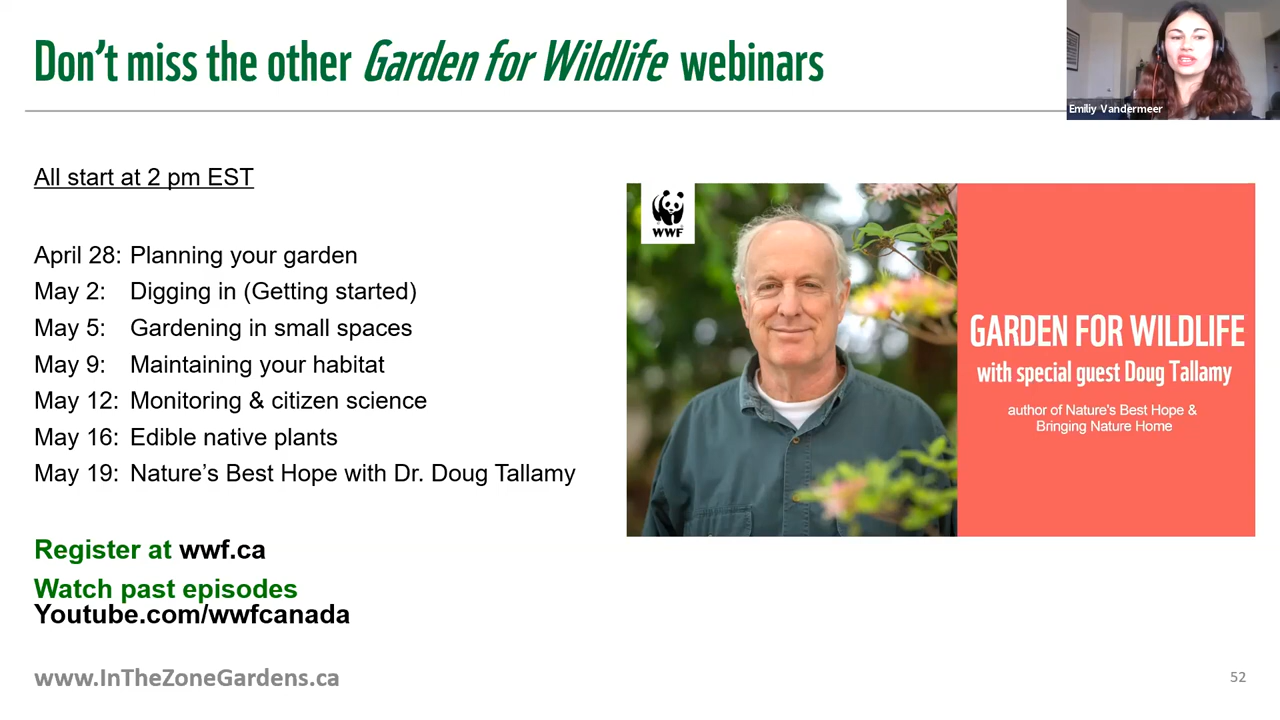 Don’t miss the other Garden for Wildlife webinars
Emiliy Vandermeer
All start at 2 pm EST
April 28: Planning your garden
May 2: Digging in (Getting started)
May 5: Gardening in small spaces
May 9: Maintaining your habitat
May 12: Monitoring & citizen science
May 16: Edible native plants
May 19: Nature’s Best Hope with Dr. Doug Tallamy
Register at wwf.ca
Watch past episodes
Youtube.com/wwfcanada
WWF
GARDEN FOR WILDLIFE
with special guest Doug Tallamy
author of Nature's Best Hope &
Bringing Nature Home
www.InTheZoneGardens.ca
52